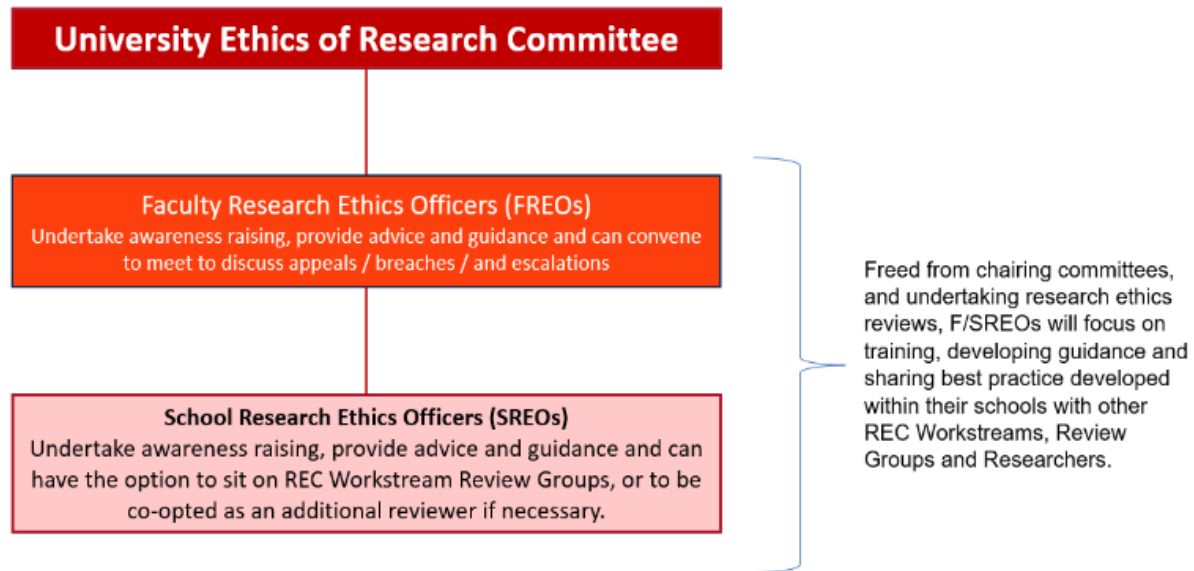 University Ethics of Research Committee
Faculty Research Ethics Officers (FREOs)
Undertake awareness raising, provide advice and guidance and can convene
to meet to discuss appeals / breaches / and escalations
School Research Ethics Officers (SREOs)
Undertake awareness raising, provide advice and guidance and can
have the option to sit on REC Workstream Review Groups, or to be
co-opted as an additional reviewer if necessary.
Freed from chairing committees,
and undertaking research ethics
reviews, F/SREOs will focus on
training, developing guidance and
sharing best practice developed
within their schools with other
REC Workstreams, Review
Groups and Researchers.